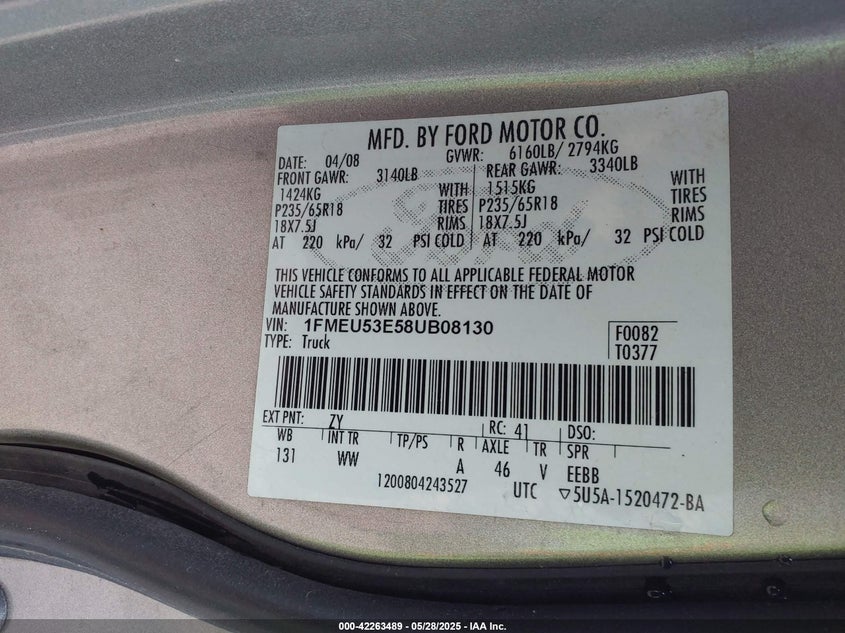 MFD. BY FORD MOTOR CO.
DATE: 04/08 GVWR: 6160LB/ 2794KG
FRONT GAWR: 3140LB REAR GAWR: 3340LB
1424KG WITH 1515KG WITH
P235/65R18 TIRES P235/65R18 TIRES
18X7.5J RIMS 18X7.5J RIMS
AT 220 kPa/ 32 PSI COLD AT 220 kPa/ 32 PSI COLD
THIS VEHICLE CONFORMS TO ALL APPLICABLE FEDERAL MOTOR
VEHICLE SAFETY STANDARDS IN EFFECT ON THE DATE OF
MANUFACTURE SHOWN ABOVE.
VIN: 1FMEU53E58UB08130 F0082
TYPE: Truck T0377
EXT PNT: ZY RC: 41 DSO:
WB INT TR TP/PS R AXLE TR SPR
131 WW A 46 V EEBB
1200804243527 UTC ▽5U5A-1520472-BA
000-42263489 — 05/28/2025 — IAA Inc.